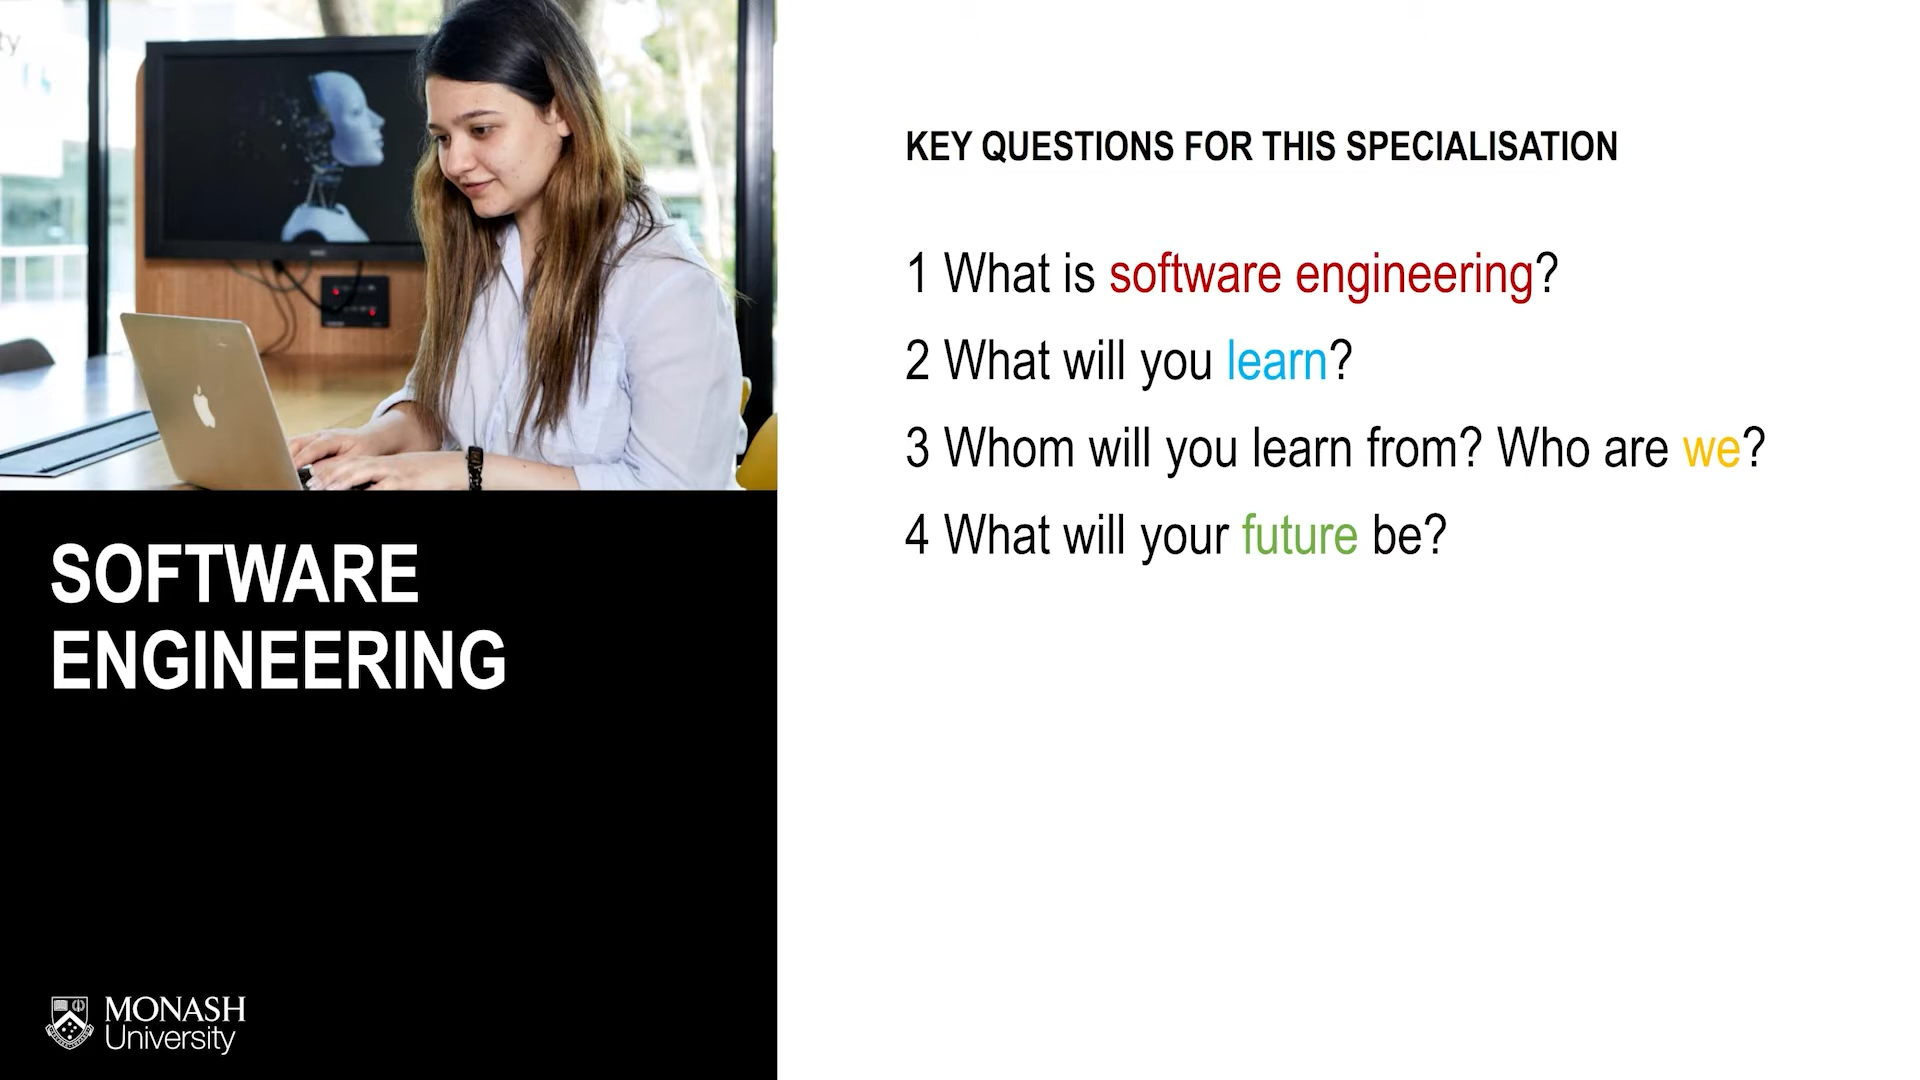 KEY QUESTIONS FOR THIS SPECIALISATION
1 What is software engineering?
2 What will you learn?
3 Whom will you learn from? Who are we?
4 What will your future be?
SOFTWARE
ENGINEERING
MONASH
University